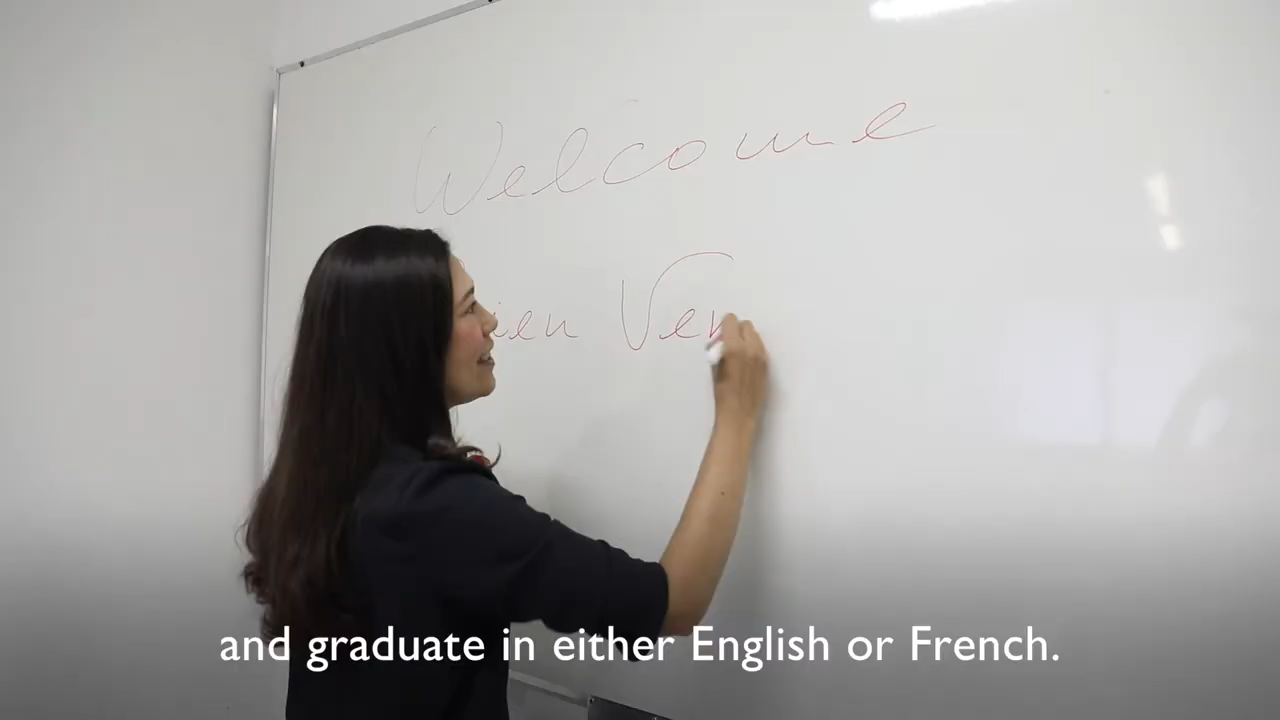 Welcome
ien Ven
and graduate in either English or French.